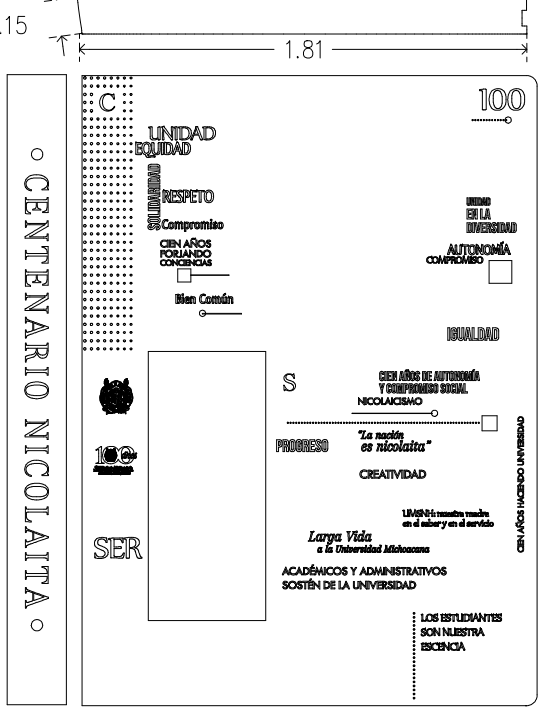 .15
1.81
C
100
UNIDAD
EQUIDAD
SOLIDARIDAD
RESPETO
Compromiso
CIEN AÑOS
FORJANDO
CONCIENCIAS
Bien Común
UNIDAD
EN LA
DIVERSIDAD
AUTONOMÍA
COMPROMISO
IGUALDAD
S
CIEN AÑOS DE AUTONOMÍA
Y COMPROMISO SOCIAL
NICOLAICISMO
PROGRESO
"La nación
es nicolaita"
CREATIVIDAD
CIEN AÑOS HACIENDO UNIVERSIDAD
100
UMSNH: nuestra madre
en el saber y en el servicio
SER
Larga Vida
a la Universidad Michoacana
ACADÉMICOS Y ADMINISTRATIVOS
SOSTÉN DE LA UNIVERSIDAD
LOS ESTUDIANTES
SON NUESTRA
ESCENCIA
CENTENARIO NICOLAITA